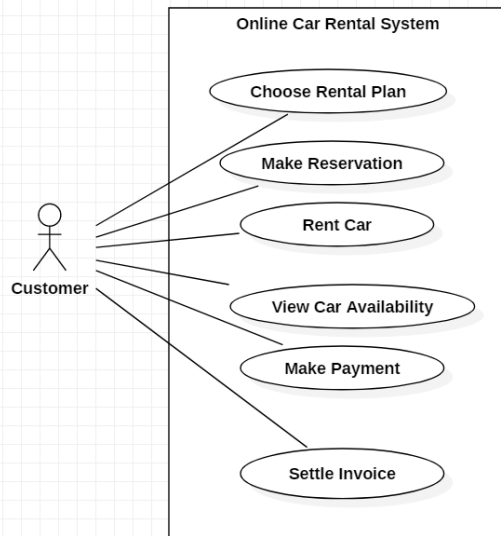 Online Car Rental System
Choose Rental Plan
Make Reservation
Rent Car
Customer
View Car Availability
Make Payment
Settle Invoice